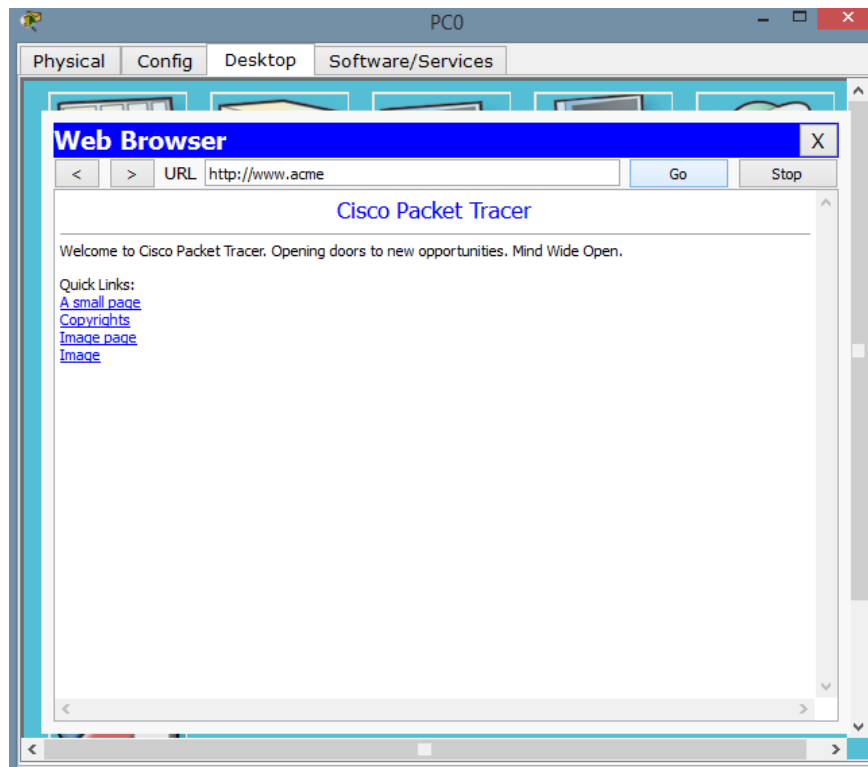 PC0
Physical Config Desktop Software/Services
Web Browser X
< > URL http://www.acme Go Stop
Cisco Packet Tracer
Welcome to Cisco Packet Tracer. Opening doors to new opportunities. Mind Wide Open.
Quick Links:
A small page
Copyrights
Image page
Image